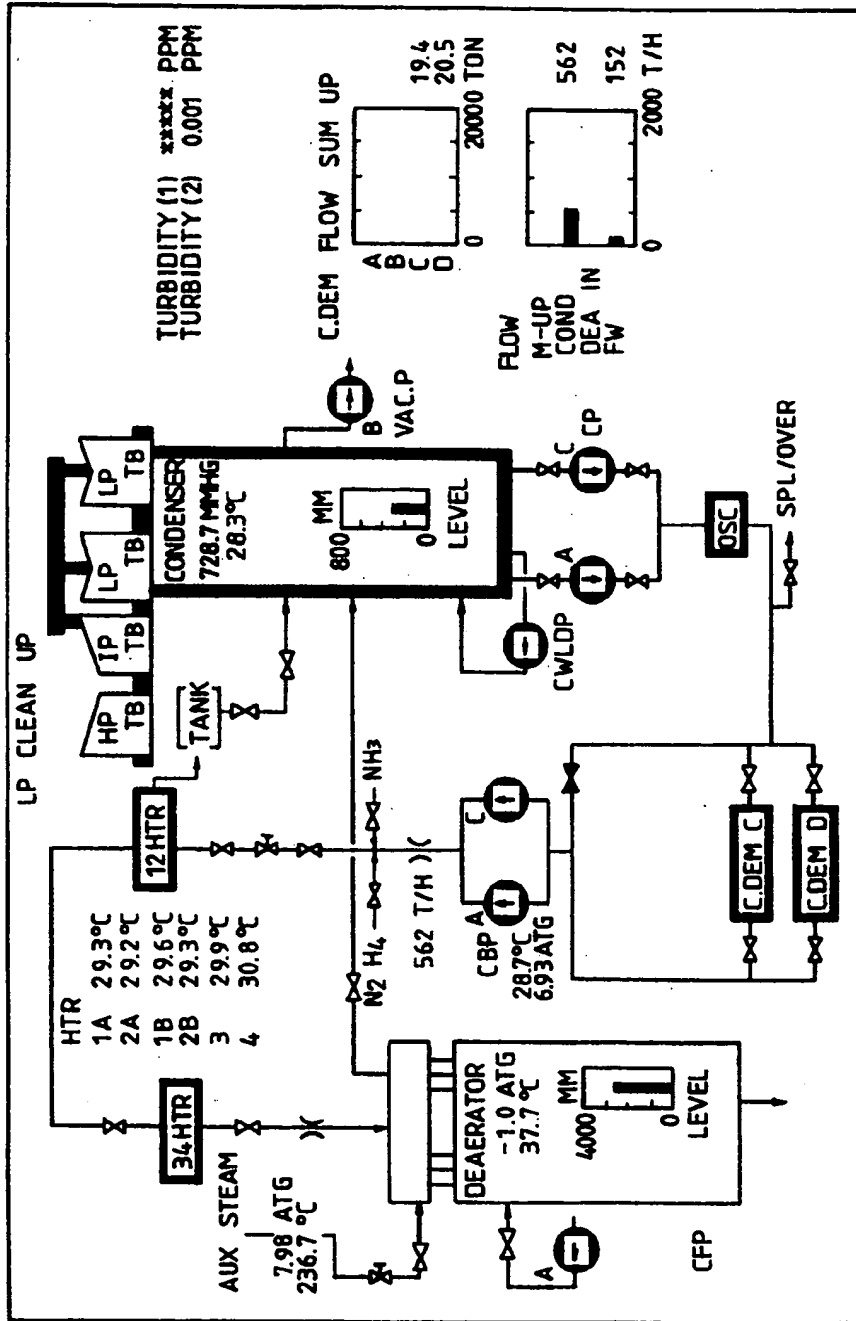 LP CLEAN UP
TURBIDITY (1) ***** PPM
TURBIDITY (2) 0.001 PPM
HP TB
IP TB
LP TB
LP TB
12 HTR
[TANK]
CONDENSER
728.7 MMHG
28.3℃
MM
800
0
LEVEL
B
VAC.P
C.DEM FLOW SUM UP
A
B
C 19.4
D 20.5
0 20000 TON
FLOW
M-UP
COND 562
DEA IN
FW 152
0 2000 T/H
HTR
1A 29.3℃
2A 29.2℃
1B 29.6℃
2B 29.3℃
3 29.9℃
4 30.8℃
34 HTR
AUX STEAM
7.98 ATG
236.7 ℃
N2 H4
NH3
562 T/H
CBP
A
C
28.7℃
6.93 ATG
CWLDP
A
C
CP
OSC
SPL/OVER
C.DEM C
C.DEM D
DEAERATOR
-1.0 ATG
37.7 ℃
MM
4000
0
LEVEL
A
CFP